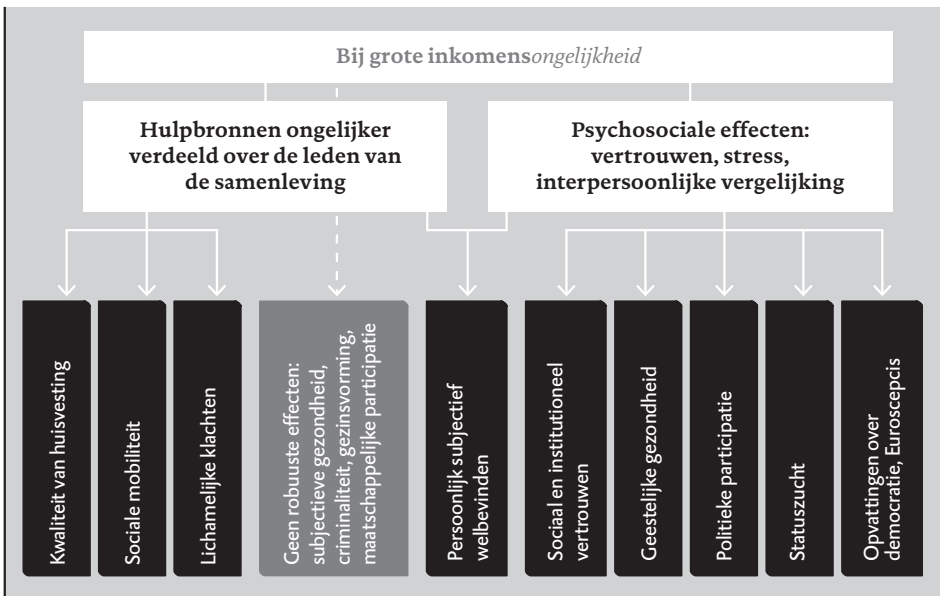 Bij grote inkomensongelijkheid
Hulpbronnen ongelijker
verdeeld over de leden van
de samenleving
Psychosociale effecten:
vertrouwen, stress,
interpersoonlijke vergelijking
Kwaliteit van huisvesting
Sociale mobiliteit
Lichamelijke klachten
Geen robuuste effecten:
subjectieve gezondheid,
criminaliteit, gezinsvorming,
maatschappelijke participatie
Persoonlijk subjectief
welbevinden
Sociaal en institutioneel
vertrouwen
Geestelijke gezondheid
Politieke participatie
Statuszucht
Opvattingen over
democratie, Euroscepcis